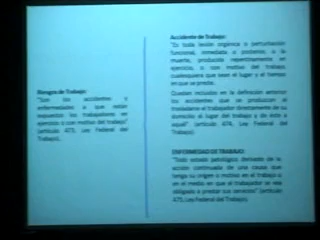 Riesgos de Trabajo:
"Son los accidentes y
enfermedades a que están
expuestos los trabajadores en
ejercicio o con motivo del trabajo"
(artículo 473, Ley Federal del
Trabajo).
Accidente de Trabajo:
"Es toda lesión orgánica o perturbación
funcional, inmediata o posterior, o la
muerte, producida repentinamente en
ejercicio, o con motivo del trabajo,
cualesquiera que sean el lugar y el tiempo
en que se preste.
Quedan incluidos en la definición anterior
los accidentes que se produzcan al
trasladarse el trabajador directamente de su
domicilio al lugar del trabajo y de éste a
aquél" (artículo 474, Ley Federal del
Trabajo).
ENFERMEDAD DE TRABAJO:
"Todo estado patológico derivado de la
acción continuada de una causa que
tenga su origen o motivo en el trabajo o
en el medio en que el trabajador se vea
obligado a prestar sus servicios" (artículo
475, Ley Federal del Trabajo).